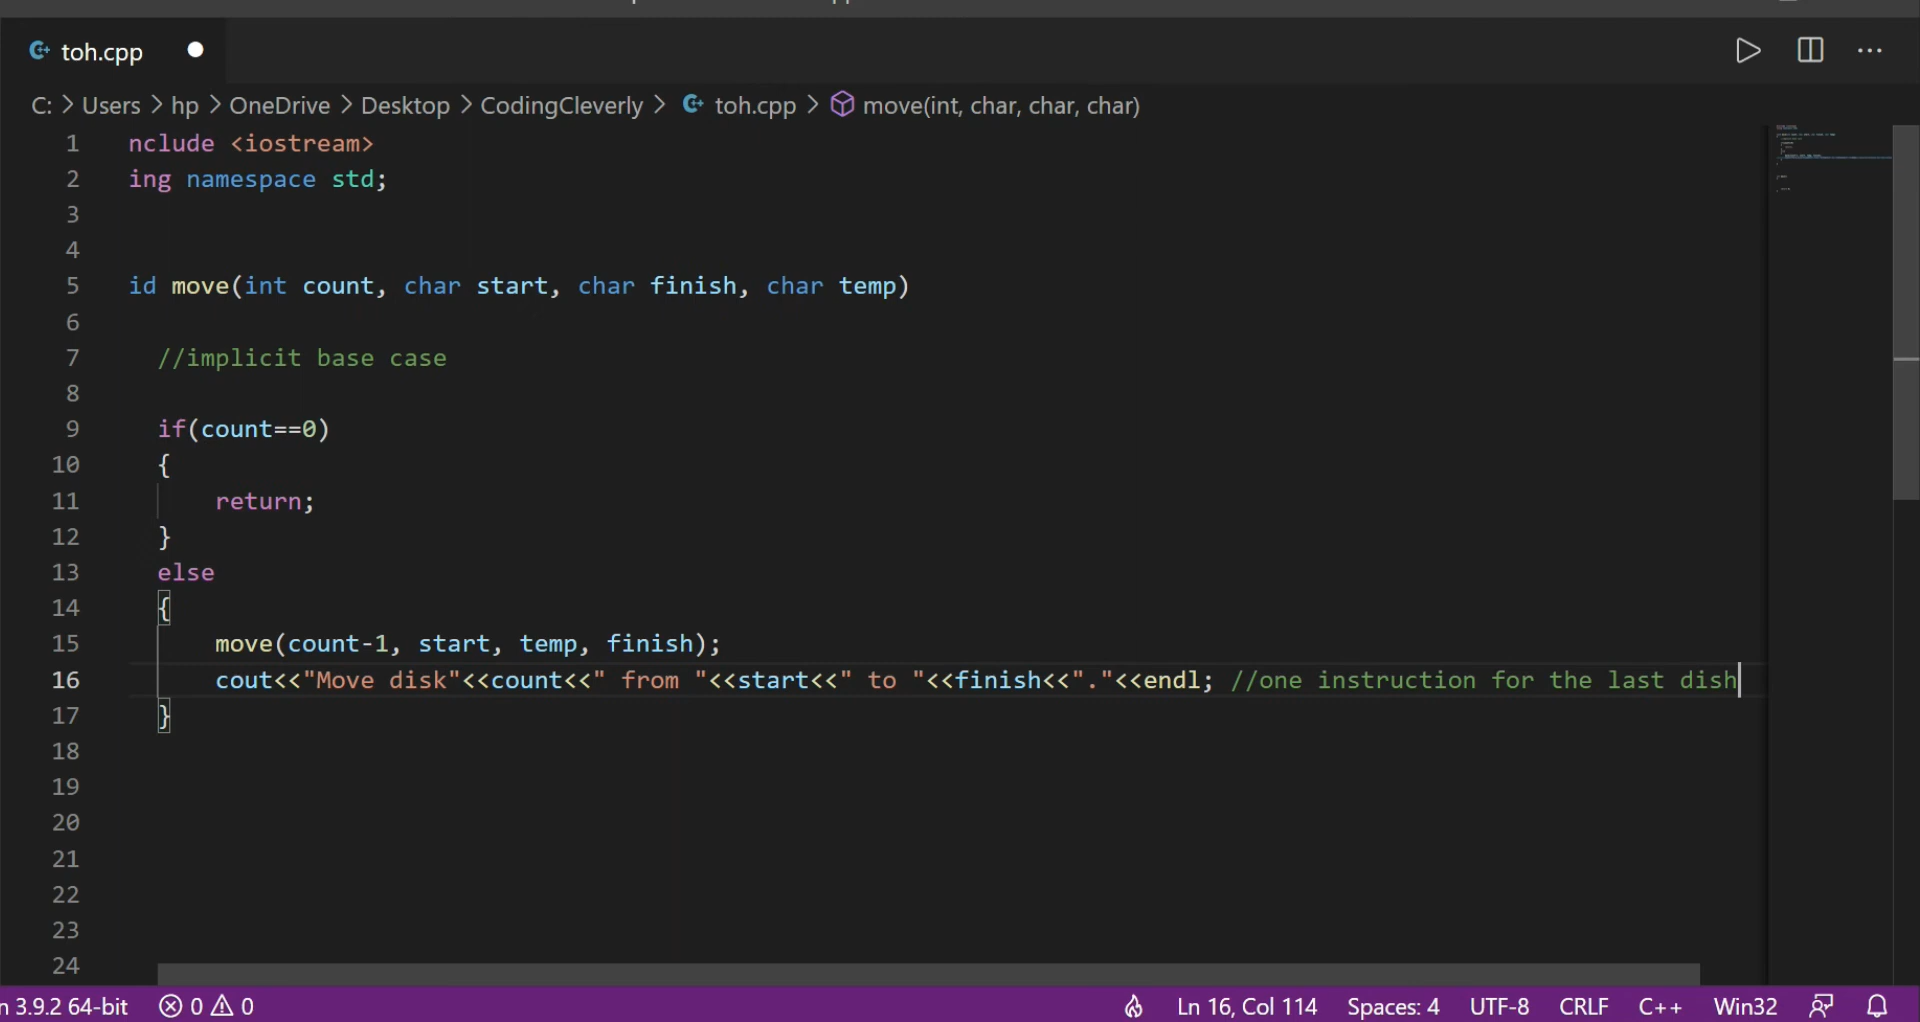 toh.cpp
C: > Users > hp > OneDrive > Desktop > CodingCleverly > toh.cpp > move(int, char, char, char)
1 nclude <iostream>
2 ing namespace std;
3
4
5 id move(int count, char start, char finish, char temp)
6
7 //implicit base case
8
9 if(count==0)
10 {
11 return;
12 }
13 else
14 {
15 move(count-1, start, temp, finish);
16 cout<<"Move disk"<<count<<" from "<<start<<" to "<<finish<<"."<<endl; //one instruction for the last dish
17 }
18
19
20
21
22
23
24
n 3.9.2 64-bit 0 0 Ln 16, Col 114 Spaces: 4 UTF-8 CRLF C++ Win32